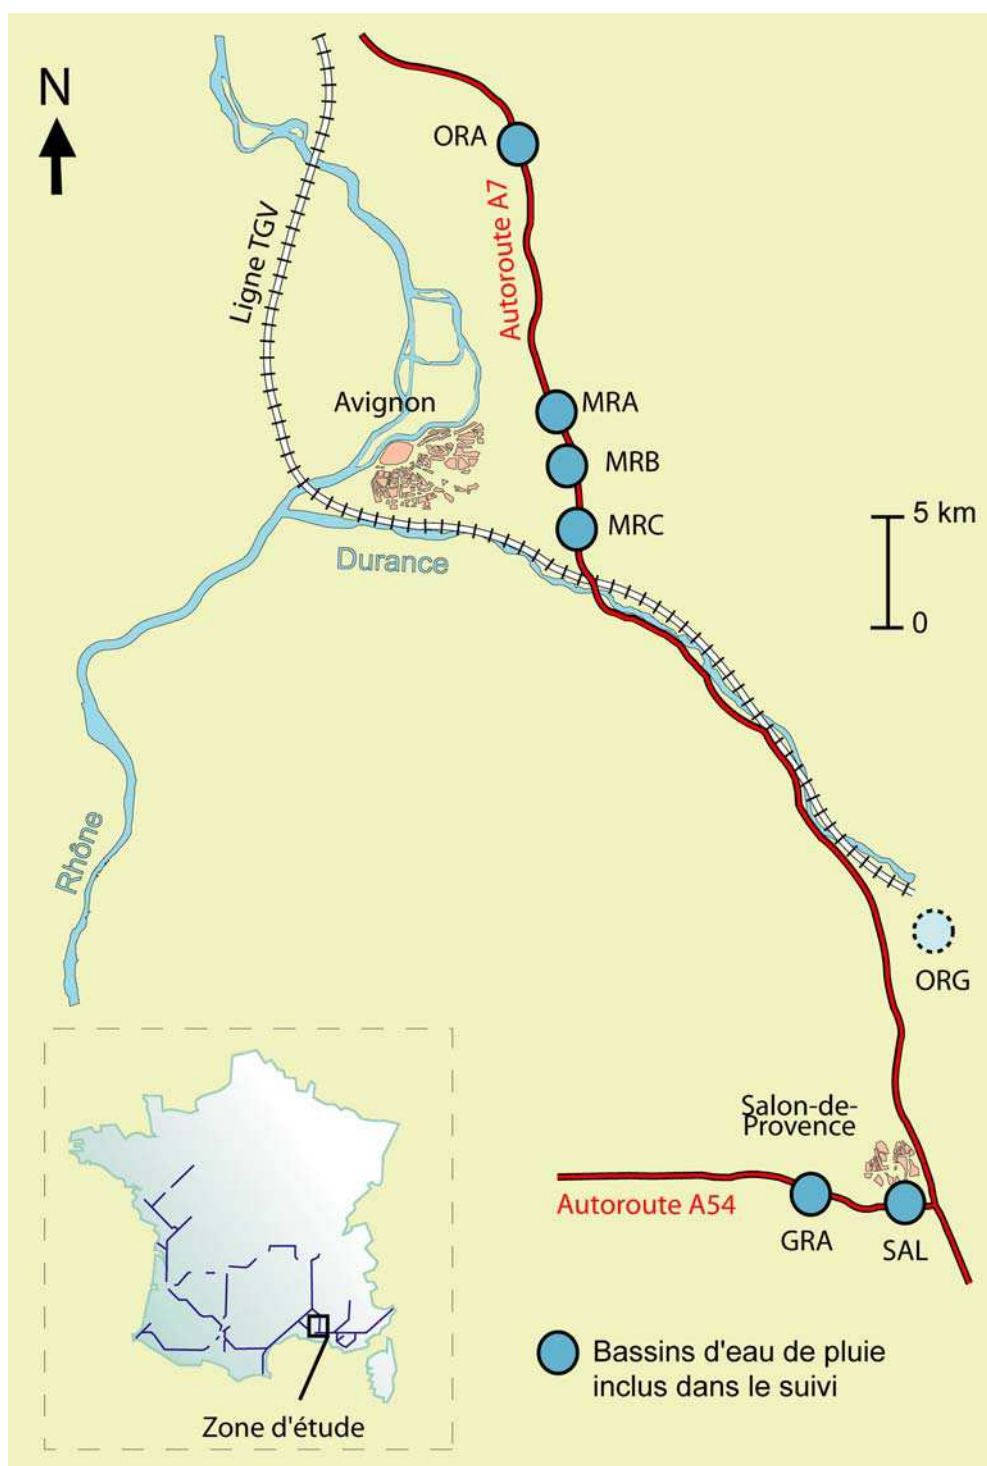 N
ORA
Autoroute A7
Ligne TGV
Avignon
MRA
MRB
MRC
5 km
0
Durance
Rhône
ORG
Salon-de-
Provence
Autoroute A54
GRA
SAL
Zone d'étude
Bassins d'eau de pluie
inclus dans le suivi